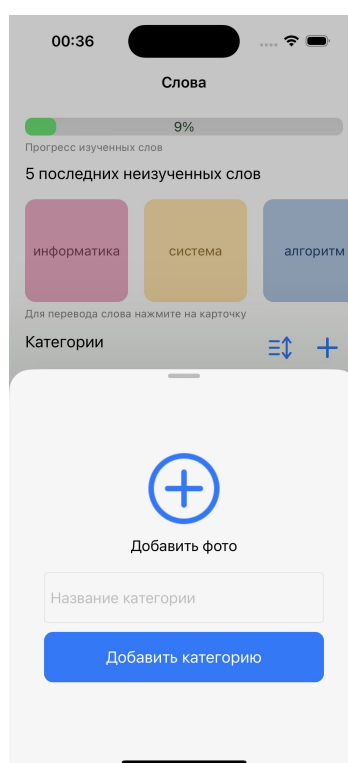 00:36
Слова
9%
Прогресс изученных слов
5 последних неизученных слов
информатика
система
алгоритм
Для перевода слова нажмите на карточку
Категории
Добавить фото
Название категории
Добавить категорию